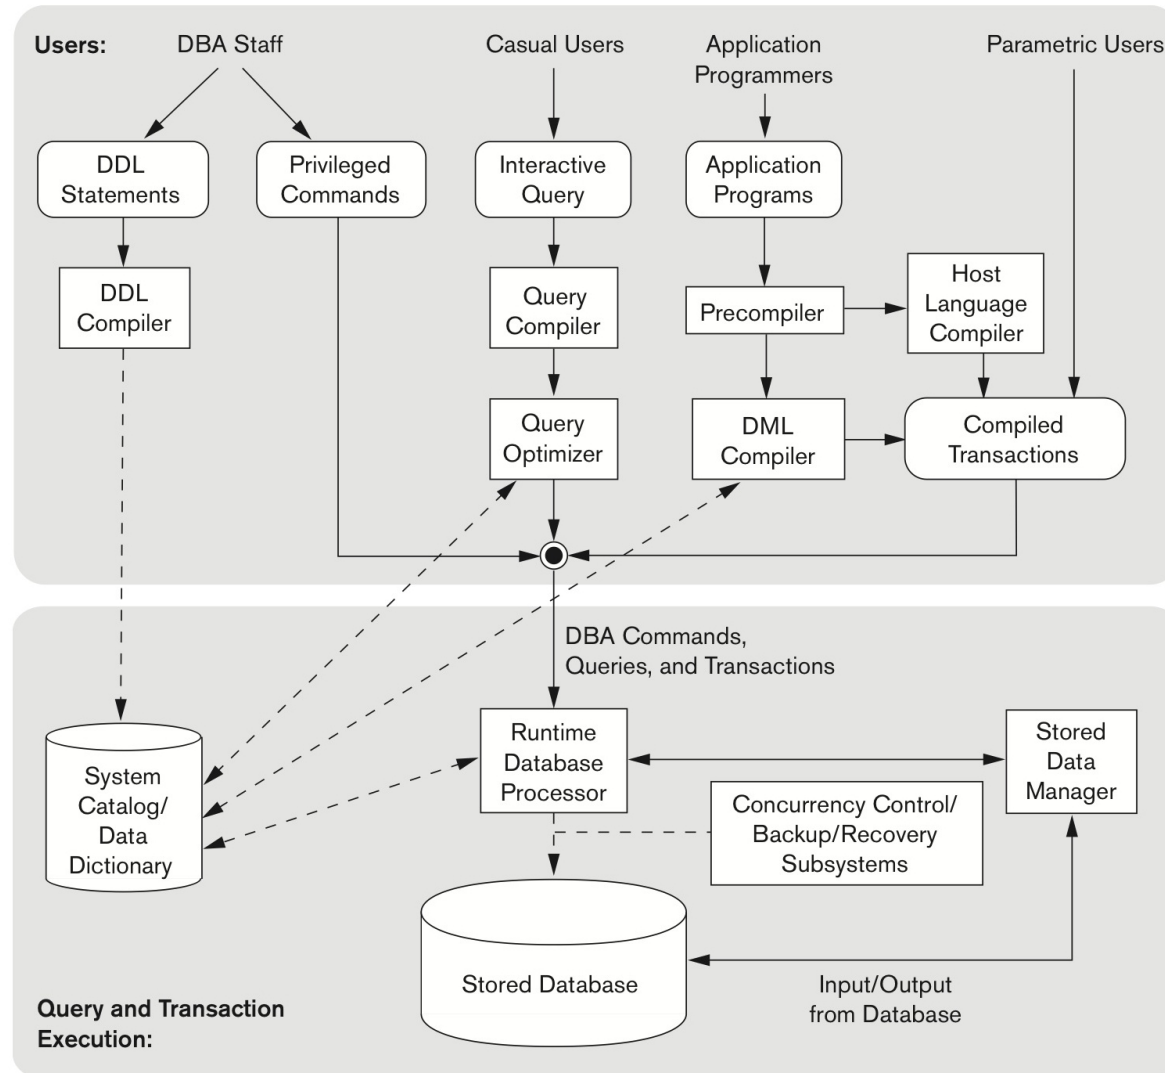 Users:
DBA Staff
Casual Users
Application
Programmers
Parametric Users
DDL
Statements
Privileged
Commands
Interactive
Query
Application
Programs
DDL
Compiler
Query
Compiler
Precompiler
Host
Language
Compiler
Query
Optimizer
DML
Compiler
Compiled
Transactions
DBA Commands,
Queries, and Transactions
System
Catalog/
Data
Dictionary
Runtime
Database
Processor
Stored
Data
Manager
Concurrency Control/
Backup/Recovery
Subsystems
Stored Database
Input/Output
from Database
Query and Transaction
Execution: